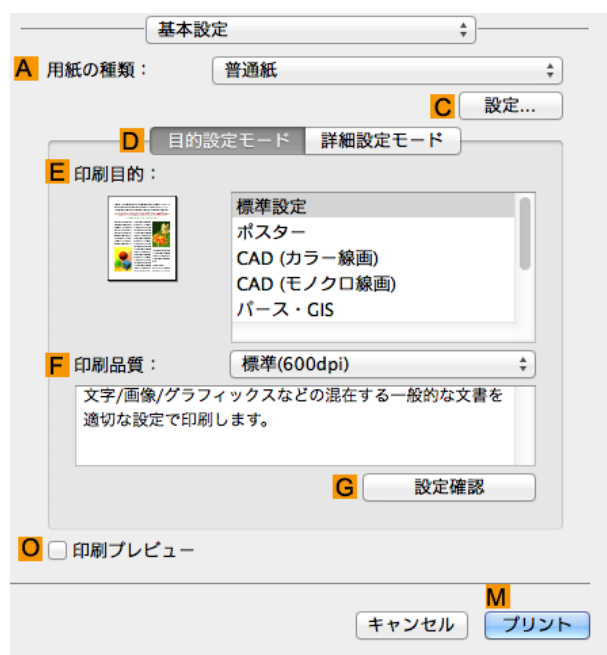 基本設定
A 用紙の種類： 普通紙
C 設定...
D 目的設定モード 詳細設定モード
E 印刷目的：
標準設定
ポスター
CAD (カラー線画)
CAD (モノクロ線画)
パース・GIS
F 印刷品質： 標準(600dpi)
文字/画像/グラフィックスなどの混在する一般的な文書を
適切な設定で印刷します。
G 設定確認
O 印刷プレビュー
M
キャンセル プリント